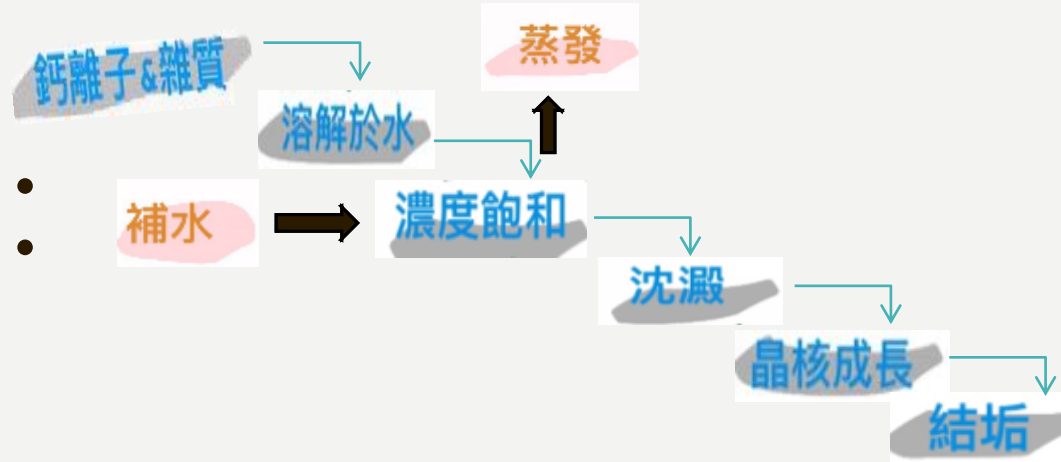 鈣離子&雜質
蒸發
溶解於水
補水
濃度飽和
沈澱
晶核成長
結垢